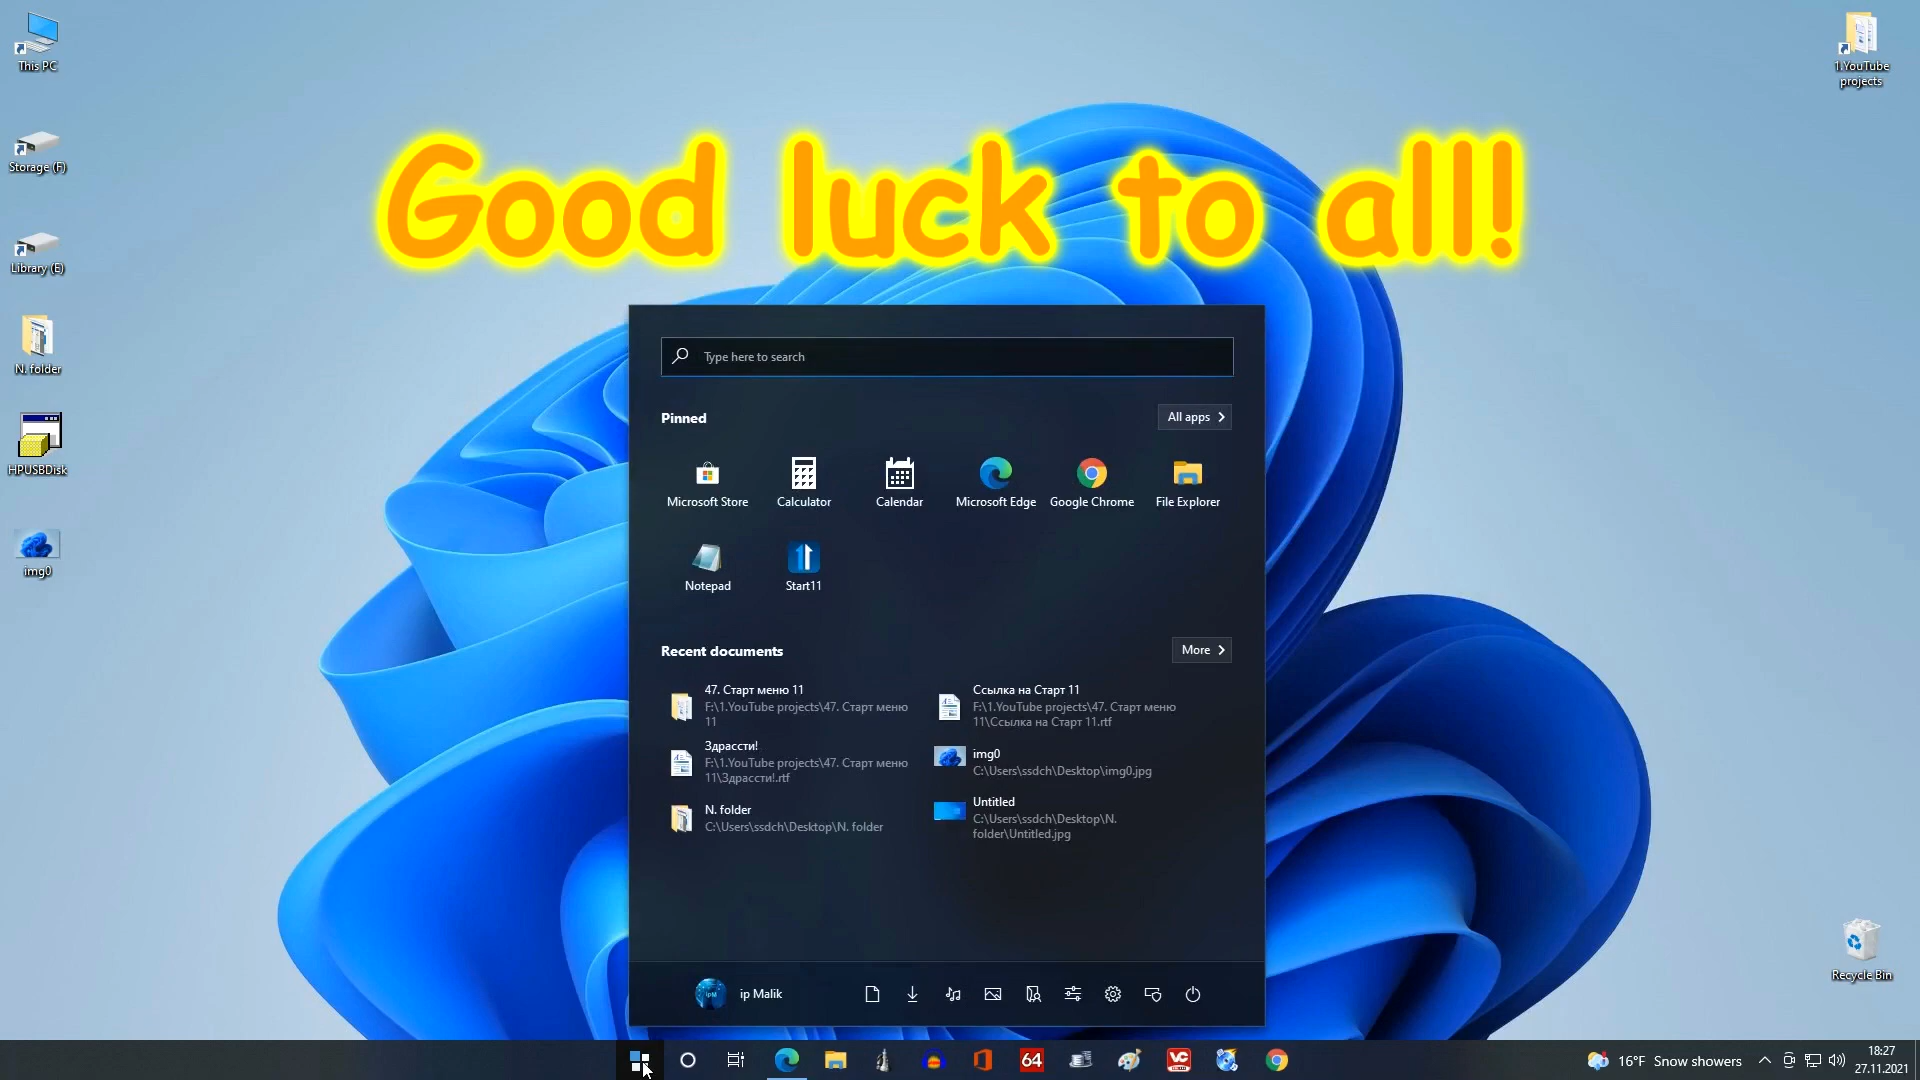 This PC
Storage (F)
Library (E)
N. folder
HPUSBDisk
img0
1.YouTube
projects
Good luck to all!
Type here to search
Pinned
All apps
Microsoft Store
Calculator
Calendar
Microsoft Edge
Google Chrome
File Explorer
Notepad
Start11
Recent documents
More
47. Старт меню 11
F:\1.YouTube projects\47. Старт меню
11
Ссылка на Старт 11
F:\1.YouTube projects\47. Старт меню
11\Ссылка на Старт 11.rtf
Здрассти!
F:\1.YouTube projects\47. Старт меню
11\Здрассти!.rtf
img0
C:\Users\ssdch\Desktop\img0.jpg
N. folder
C:\Users\ssdch\Desktop\N. folder
Untitled
C:\Users\ssdch\Desktop\N.
folder\Untitled.jpg
ipM
ip Malik
Recycle Bin
64
VC
16°F Snow showers
18:27
27.11.2021